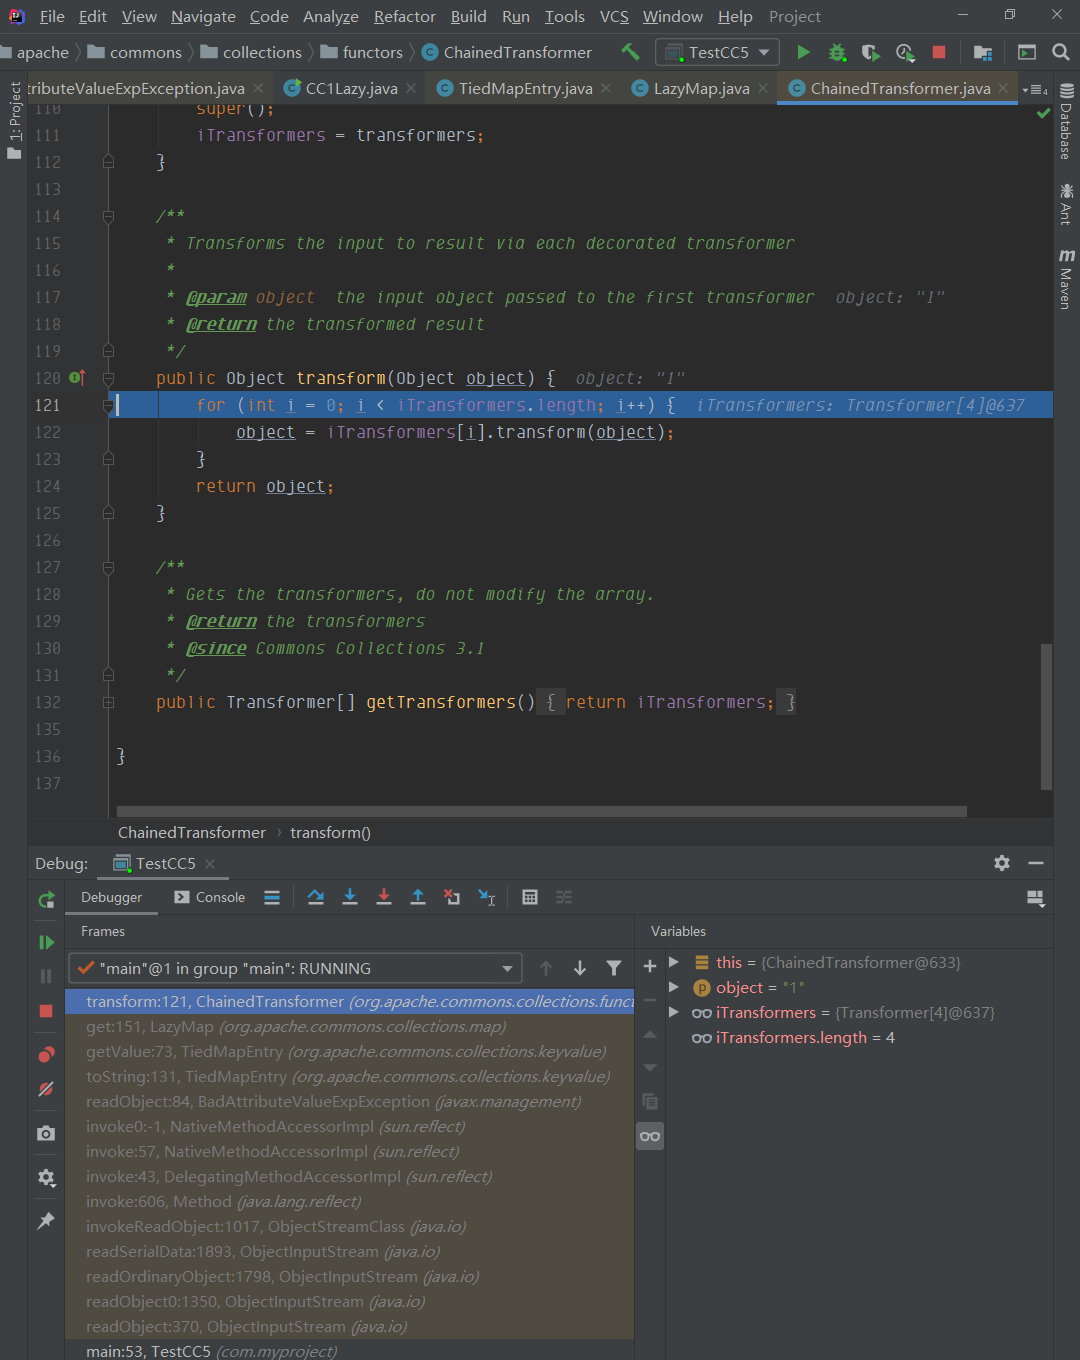 File Edit View Navigate Code Analyze Refactor Build Run Tools VCS Window Help Project
apache commons collections functors ChainedTransformer TestCC5
tributeValueExpException.java CC1Lazy.java TiedMapEntry.java LazyMap.java ChainedTransformer.java 4
1: Project
Database
Ant
Maven
110 super();
111 iTransformers = transformers;
112 }
113
114 /**
115 * Transforms the input to result via each decorated transformer
116 *
117 * @param object  the input object passed to the first transformer object: "1"
118 * @return the transformed result
119 */
120 public Object transform(Object object) { object: "1"
121 for (int i = 0; i < iTransformers.length; i++) { iTransformers: Transformer[4]@637
122 object = iTransformers[i].transform(object);
123 }
124 return object;
125 }
126
127 /**
128 * Gets the transformers, do not modify the array.
129 * @return the transformers
130 * @since Commons Collections 3.1
131 */
132 public Transformer[] getTransformers() { return iTransformers; }
135
136 }
137
ChainedTransformer › transform()
Debug: TestCC5
Debugger Console
Frames
"main"@1 in group "main": RUNNING
transform:121, ChainedTransformer (org.apache.commons.collections.funct
get:151, LazyMap (org.apache.commons.collections.map)
getValue:73, TiedMapEntry (org.apache.commons.collections.keyvalue)
toString:131, TiedMapEntry (org.apache.commons.collections.keyvalue)
readObject:84, BadAttributeValueExpException (javax.management)
invoke0:-1, NativeMethodAccessorImpl (sun.reflect)
invoke:57, NativeMethodAccessorImpl (sun.reflect)
invoke:43, DelegatingMethodAccessorImpl (sun.reflect)
invoke:606, Method (java.lang.reflect)
invokeReadObject:1017, ObjectStreamClass (java.io)
readSerialData:1893, ObjectInputStream (java.io)
readOrdinaryObject:1798, ObjectInputStream (java.io)
readObject0:1350, ObjectInputStream (java.io)
readObject:370, ObjectInputStream (java.io)
main:53, TestCC5 (com.myproject)
Variables
this = {ChainedTransformer@633}
object = "1"
iTransformers = {Transformer[4]@637}
iTransformers.length = 4